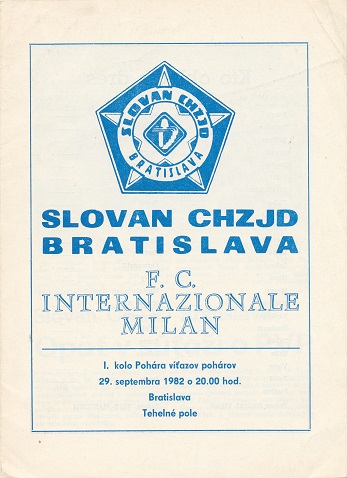 SLOVAN CHZJD
BRATISLAVA
SLOVAN CHZJD
BRATISLAVA
F. C.
INTERNAZIONALE
MILAN
I. kolo Pohára víťazov pohárov
29. septembra 1982 o 20.00 hod.
Bratislava
Tehelné pole